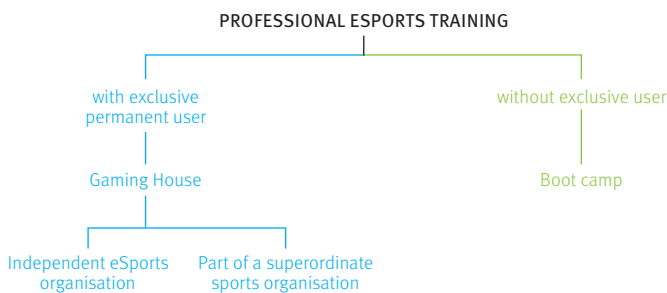 PROFESSIONAL ESPORTS TRAINING
with exclusive
permanent user
without exclusive user
Gaming House
Boot camp
Independent eSports
organisation
Part of a superordinate
sports organisation